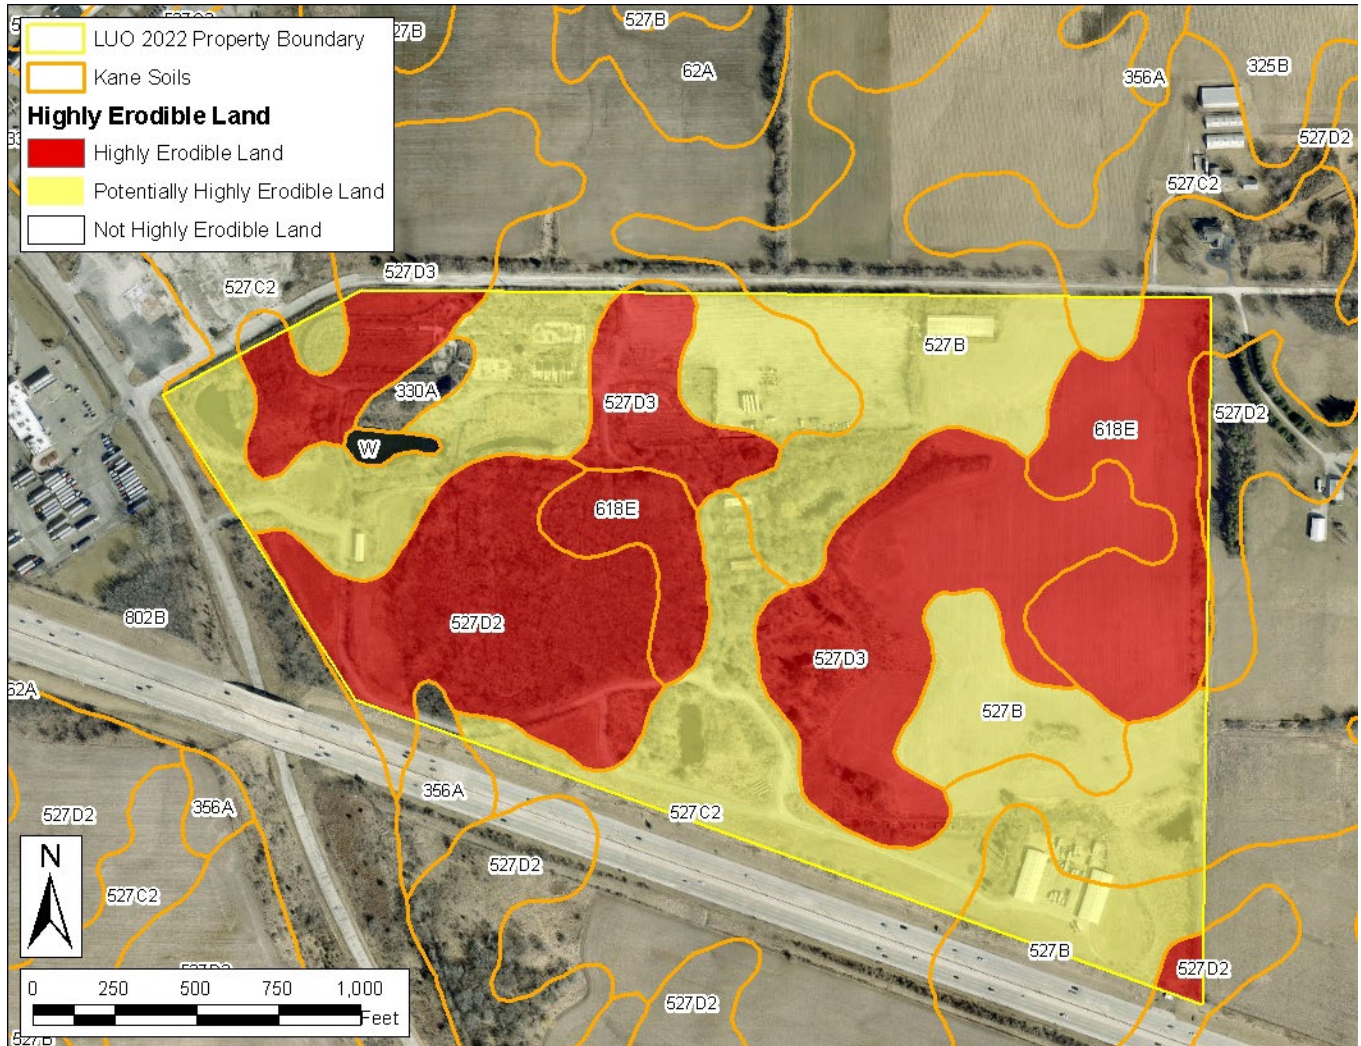 LUO 2022 Property Boundary
Kane Soils
Highly Erodible Land
Highly Erodible Land
Potentially Highly Erodible Land
Not Highly Erodible Land
527B
62A
356A
325B
527D2
527C2
527D3
527C2
527B
330A
527D3
527D2
618E
W
618E
802B
527D2
527D3
527B
62A
356A
356A
527C2
527D2
527D2
527C2
527B
527D2
527D2
N
0 250 500 750 1,000
Feet
527B